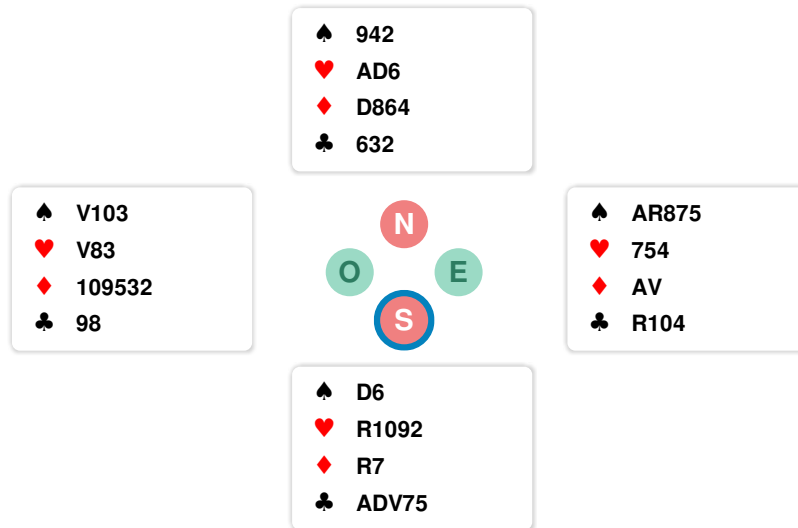 ♠ 942
♥ AD6
♦ D864
♣ 632
♠ V103
♥ V83
♦ 109532
♣ 98
N
O E
S
♠ AR875
♥ 754
♦ AV
♣ R104
♠ D6
♥ R1092
♦ R7
♣ ADV75